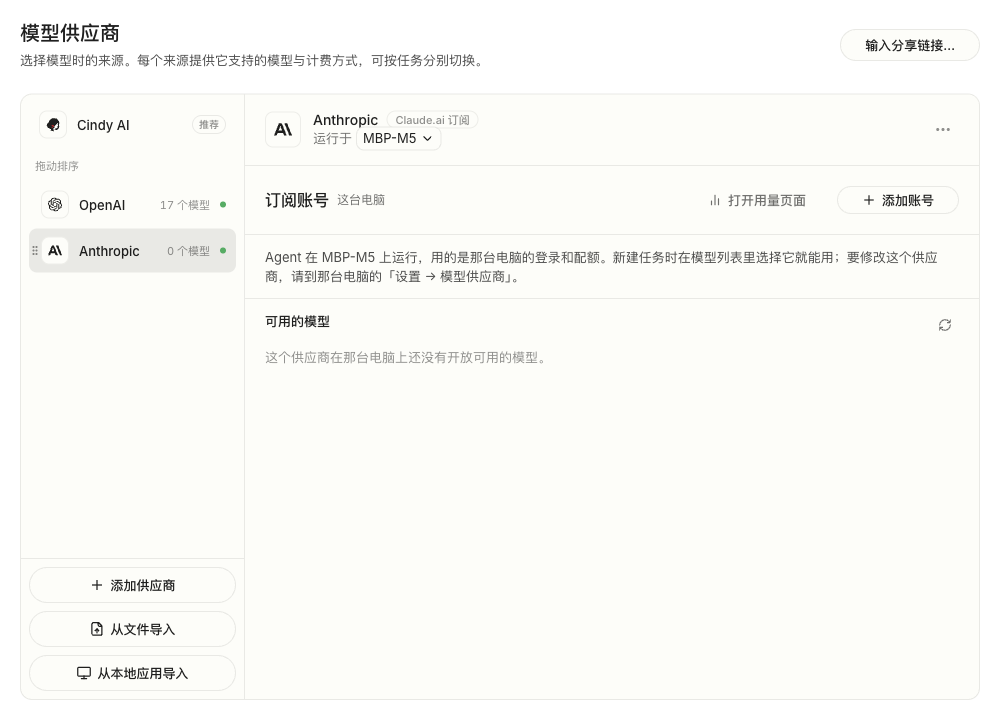 模型供应商
选择模型时的来源。每个来源提供它支持的模型与计费方式，可按任务分别切换。
输入分享链接...
Cindy AI
推荐
拖动排序
OpenAI
17 个模型
Anthropic
0 个模型
添加供应商
从文件导入
从本地应用导入
Anthropic
Claude.ai 订阅
运行于 MBP-M5
订阅账号
这台电脑
打开用量页面
添加账号
Agent 在 MBP-M5 上运行，用的是那台电脑的登录和配额。新建任务时在模型列表里选择它就能用；要修改这个供应
商，请到那台电脑的「设置 → 模型供应商」。
可用的模型
这个供应商在那台电脑上还没有开放可用的模型。